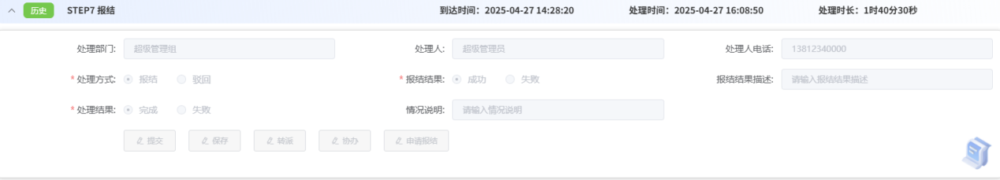 历史 STEP7 报结 到达时间：2025-04-27 14:28:20 处理时间：2025-04-27 16:08:50 处理时长：1时40分30秒
处理部门: 超级管理组 处理人: 超级管理员 处理人电话: 13812340000
* 处理方式: 报结 驳回 * 报结结果: 成功 失败 报结结果描述: 请输入报结结果描述
* 处理结果: 完成 失败 情况说明: 请输入情况说明
提交 保存 转派 协办 申请报结